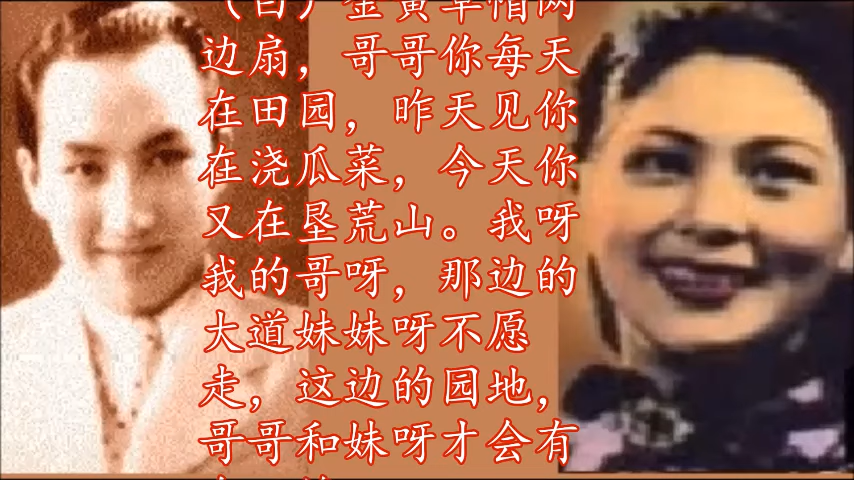 （白）金黄草帽两
边扇，哥哥你每天
在田园，昨天见你
在浇瓜菜，今天你
又在垦荒山。我呀
我的哥呀，那边的
大道妹妹呀不愿
走，这边的园地，
哥哥和妹呀才会有